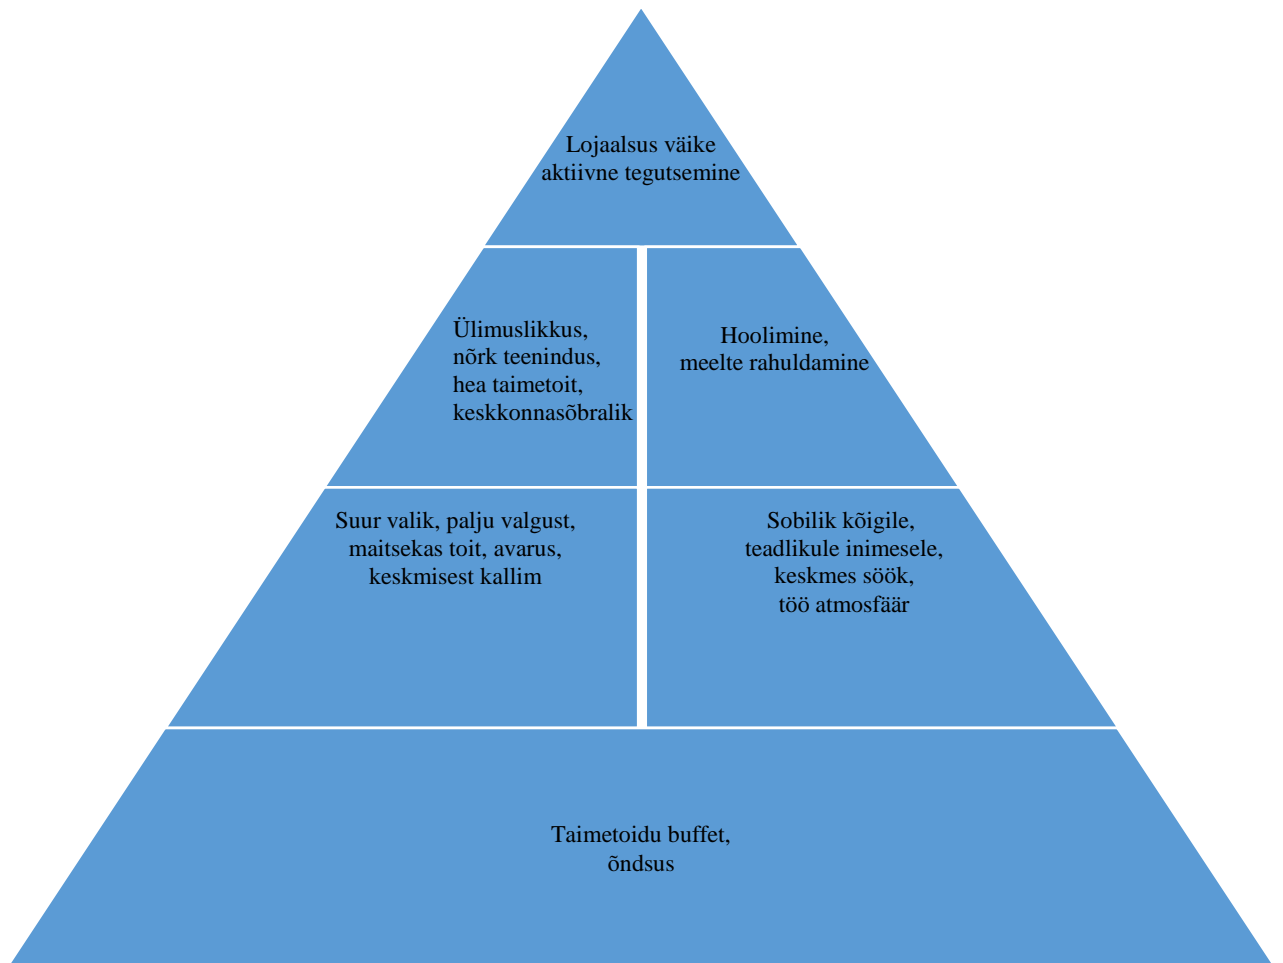 Lojaalsus väike
aktiivne tegutsemine
Ülimuslikkus,
nõrk teenindus,
hea taimetoit,
keskkonnasõbralik
Hoolimine,
meelte rahuldamine
Suur valik, palju valgust,
maitsekas toit, avarus,
keskmisest kallim
Sobilik kõigile,
teadlikule inimesele,
keskmes söök,
töö atmosfäär
Taimetoidu buffet,
õndsus